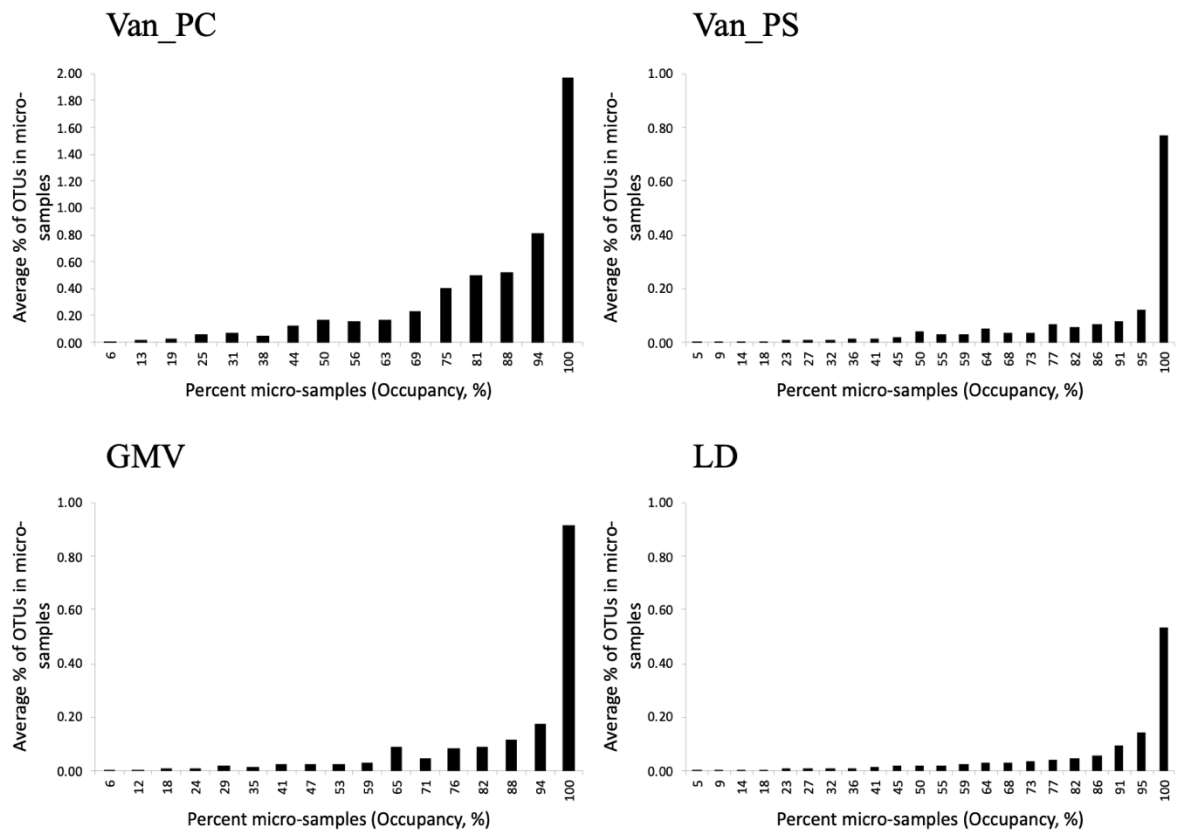 Van_PC
Average % of OTUs in micro-
samples
2.00
1.80
1.60
1.40
1.20
1.00
0.80
0.60
0.40
0.20
0.00
6 13 19 25 31 38 44 50 56 63 69 75 81 88 94 100
Percent micro-samples (Occupancy, %)
Van_PS
Average % of OTUs in micro-
samples
1.00
0.80
0.60
0.40
0.20
0.00
5 9 14 18 23 27 32 36 41 45 50 55 59 64 68 73 77 82 86 91 95 100
Percent micro-samples (Occupancy, %)
GMV
Average % of OTUs in micro-
samples
1.00
0.80
0.60
0.40
0.20
0.00
6 12 18 24 29 35 41 47 53 59 65 71 76 82 88 94 100
Percent micro-samples (Occupancy, %)
LD
Average % of OTUs in micro-
samples
1.00
0.80
0.60
0.40
0.20
0.00
5 9 14 18 23 27 32 36 41 45 50 55 59 64 68 73 77 82 86 91 95 100
Percent micro-samples (Occupancy, %)